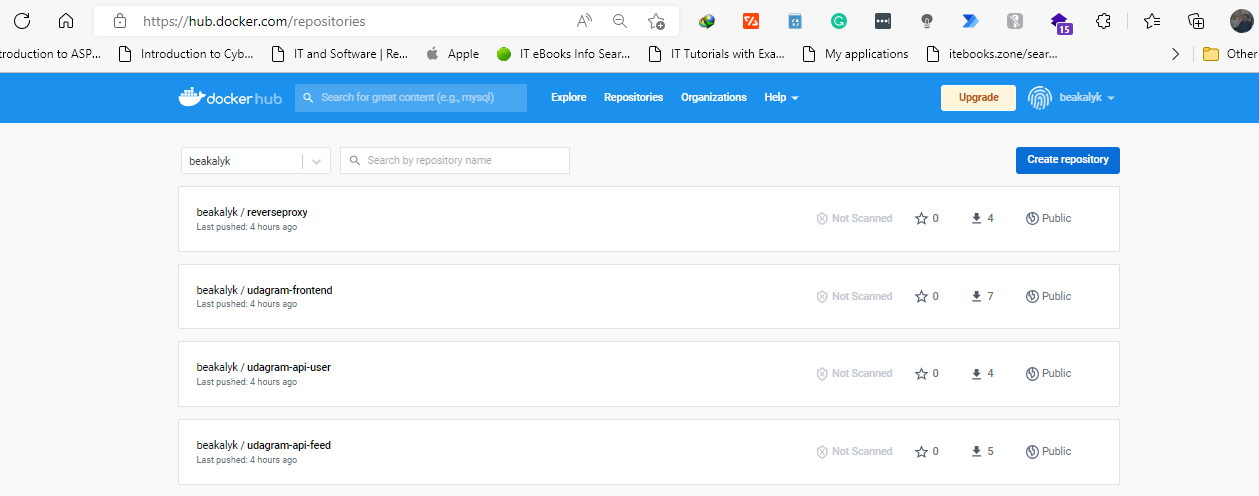 https://hub.docker.com/repositories
15
troduction to ASP...
Introduction to Cyb...
IT and Software | Re...
Apple
IT eBooks Info Sear...
IT Tutorials with Exa...
My applications
itebooks.zone/sear...
Other
docker hub
Search for great content (e.g., mysql)
Explore
Repositories
Organizations
Help
Upgrade
beakalyk
beakalyk
Search by repository name
Create repository
beakalyk / reverseproxy
Last pushed: 4 hours ago
Not Scanned
0
4
Public
beakalyk / udagram-frontend
Last pushed: 4 hours ago
Not Scanned
0
7
Public
beakalyk / udagram-api-user
Last pushed: 4 hours ago
Not Scanned
0
4
Public
beakalyk / udagram-api-feed
Last pushed: 4 hours ago
Not Scanned
0
5
Public